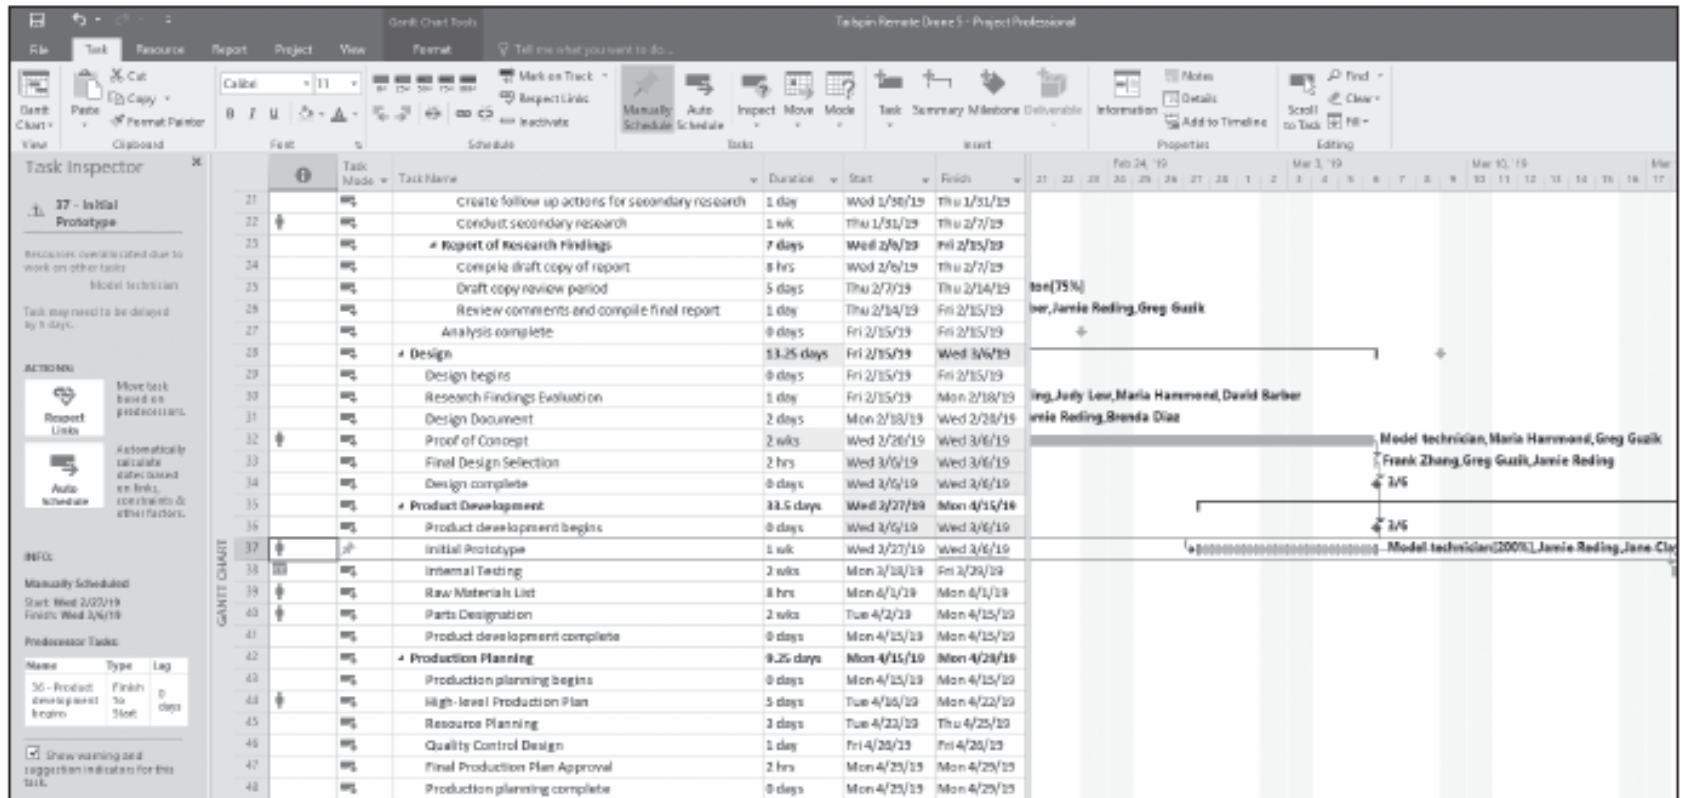 Gantt Chart Tools
Tailspin Remote Drone 5 - Project Professional
File Task Resource Report Project View Format Tell me what you want to do...
Gantt Chart
View
Paste
Cut
Copy
Format Painter
Clipboard
Calibri 11
B I U A
Font
Mark on Track
Respect Links
Inactivate
Schedule
Manually Schedule
Auto Schedule
Inspect Move Mode
Tasks
Task Summary Milestone Deliverable
Insert
Information
Notes
Details
Add to Timeline
Properties
Scroll to Task
Find
Clear
Fill
Editing
Task Inspector
37 - Initial
Prototype
Resources overallocated due to
work on other tasks
Model technician
Task may need to be delayed
ACTIONS:
Respect
Links
Move task
based on
predecessors.
Auto
Schedule
Automatically
calculate
dates based
on links,
constraints &
other factors.
INFO:
Manually Scheduled
Start: Wed 2/27/19
Finish: Wed 3/6/19
Predecessor Tasks:
Name Type Lag
36 - Product development begins Finish To Start 0 days
Show warning and
suggestion indicators for this
task.
GANTT CHART
Task Mode Task Name Duration Start Finish
Feb 24, '19 Mar 3, '19 Mar 10, '19 Mar
21 22 23 24 25 26 27 28 1 2 3 4 5 6 7 8 9 10 11 12 13 14 15 16 17
21 Create follow up actions for secondary research 1 day Wed 1/30/19 Thu 1/31/19
22 Conduct secondary research 1 wk Thu 1/31/19 Thu 2/7/19
23 Report of Research Findings 7 days Wed 2/6/19 Fri 2/15/19
24 Compile draft copy of report 8 hrs Wed 2/6/19 Thu 2/7/19
25 Draft copy review period 5 days Thu 2/7/19 Thu 2/14/19 ton[75%]
26 Review comments and compile final report 1 day Thu 2/14/19 Fri 2/15/19 ber,Jamie Reding,Greg Guzik
27 Analysis complete 0 days Fri 2/15/19 Fri 2/15/19
28 Design 13.25 days Fri 2/15/19 Wed 3/6/19
29 Design begins 0 days Fri 2/15/19 Fri 2/15/19
30 Research Findings Evaluation 1 day Fri 2/15/19 Mon 2/18/19 ing,Judy Lew,Maria Hammond,David Barber
31 Design Document 2 days Mon 2/18/19 Wed 2/20/19 amie Reding,Brenda Diaz
32 Proof of Concept 2 wks Wed 2/20/19 Wed 3/6/19 Model technician,Maria Hammond,Greg Guzik
33 Final Design Selection 2 hrs Wed 3/6/19 Wed 3/6/19 Frank Zhang,Greg Guzik,Jamie Reding
34 Design complete 0 days Wed 3/6/19 Wed 3/6/19 3/6
35 Product Development 33.5 days Wed 2/27/19 Mon 4/15/19
36 Product development begins 0 days Wed 3/6/19 Wed 3/6/19 3/6
37 Initial Prototype 1 wk Wed 2/27/19 Wed 3/6/19 Model technician[200%],Jamie Reding,Jane Clay
38 Internal Testing 2 wks Mon 3/18/19 Fri 3/29/19
39 Raw Materials List 8 hrs Mon 4/1/19 Mon 4/1/19
40 Parts Designation 2 wks Tue 4/2/19 Mon 4/15/19
41 Product development complete 0 days Mon 4/15/19 Mon 4/15/19
42 Production Planning 9.25 days Mon 4/15/19 Mon 4/29/19
43 Production planning begins 0 days Mon 4/15/19 Mon 4/15/19
44 High-level Production Plan 5 days Tue 4/16/19 Mon 4/22/19
45 Resource Planning 3 days Tue 4/23/19 Thu 4/25/19
46 Quality Control Design 1 day Fri 4/26/19 Fri 4/26/19
47 Final Production Plan Approval 2 hrs Mon 4/29/19 Mon 4/29/19
48 Production planning complete 0 days Mon 4/29/19 Mon 4/29/19